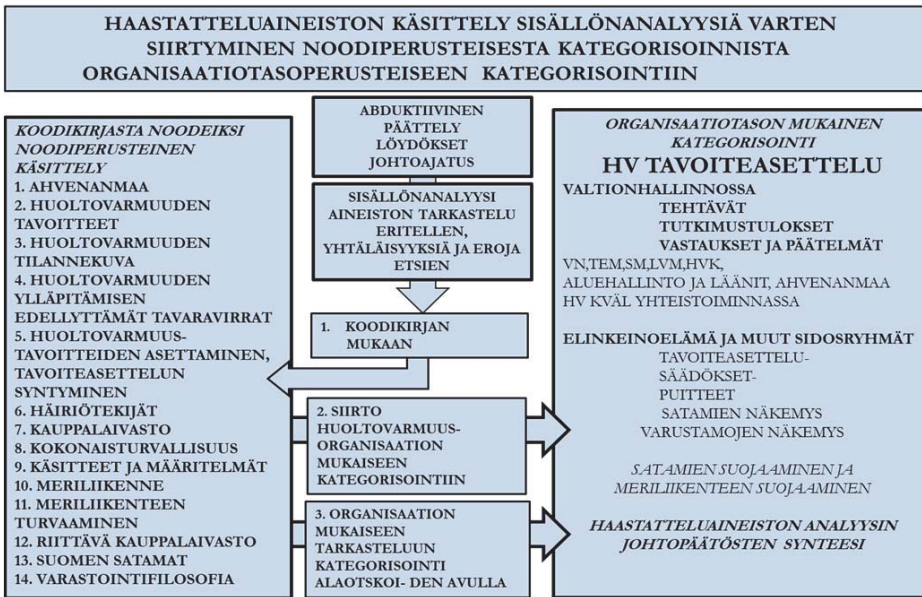 HAASTATTELUAINEISTON KÄSITTELY SISÄLLÖNANALYYSIÄ VARTEN
SIIRTYMINEN NOODIPERUSTEISESTA KATEGORISOINNISTA
ORGANISAATIOTASOPERUSTEISEEN KATEGORISOINTIIN
KOODIKIRJASTA NOODEIKSI
NOODIPERUSTEINEN
KÄSITTELY
1. AHVENANMAA
2. HUOLTOVARMUUDEN
TAVOITTEET
3. HUOLTOVARMUUDEN
TILANNEKUVA
4. HUOLTOVARMUUDEN
YLLÄPITÄMISEN
EDELLYTTÄMÄT TAVARAVIRRAT
5. HUOLTOVARMUUS-
TAVOITTEIDEN ASETTAMINEN,
TAVOITEASETTELUN
SYNTYMINEN
6. HÄIRIÖTEKIJÄT
7. KAUPPALAIVASTO
8. KOKONAISTURVALLISUUS
9. KÄSITTEET JA MÄÄRITELMÄT
10. MERILIIKENNE
11. MERILIIKENTEEN
TURVAAMINEN
12. RIITTÄVÄ KAUPPALAIVASTO
13. SUOMEN SATAMAT
14. VARASTOINTIFILOSOFIA
ABDUKTIIVINEN
PÄÄTTELY
LÖYDÖKSET
JOHTOAJATUS
SISÄLLÖNANALYYSI
AINEISTON TARKASTELU
ERITELLEN,
YHTÄLÄISYYKSIÄ JA EROJA
ETSIEN
1. KOODIKIRJAN
MUKAAN
2. SIIRTO
HUOLTOVARMUUS-
ORGANISAATION
MUKAISEEN
KATEGORISOINTIIN
3. ORGANISAATION
MUKAISEEN
TARKASTELUUN
KATEGORISOINTI
ALAOTSKOI- DEN AVULLA
ORGANISAATIOTASON MUKAINEN
KATEGORISOINTI
HV TAVOITEASETTELU
VALTIONHALLINNOSSA
TEHTÄVÄT
TUTKIMUSTULOKSET
VASTAUKSET JA PÄÄTELMÄT
VN,TEM,SM,LVM,HVK,
ALUEHALLINTO JA LÄÄNIT, AHVENANMAA
HV KVÄL YHTEISTOIMINNASSA
ELINKEINOELÄMÄ JA MUUT SIDOSRYHMÄT
TAVOITEASETTELU-
SÄÄDÖKSET-
PUITTEET
SATAMIEN NÄKEMYS
VARUSTAMOJEN NÄKEMYS
SATAMIEN SUOJAAMINEN JA
MERILIIKENTEEN SUOJAAMINEN
HAASTATTELUAINEISTON ANALYYSIN
JOHTOPÄÄTÖSTEN SYNTEESI